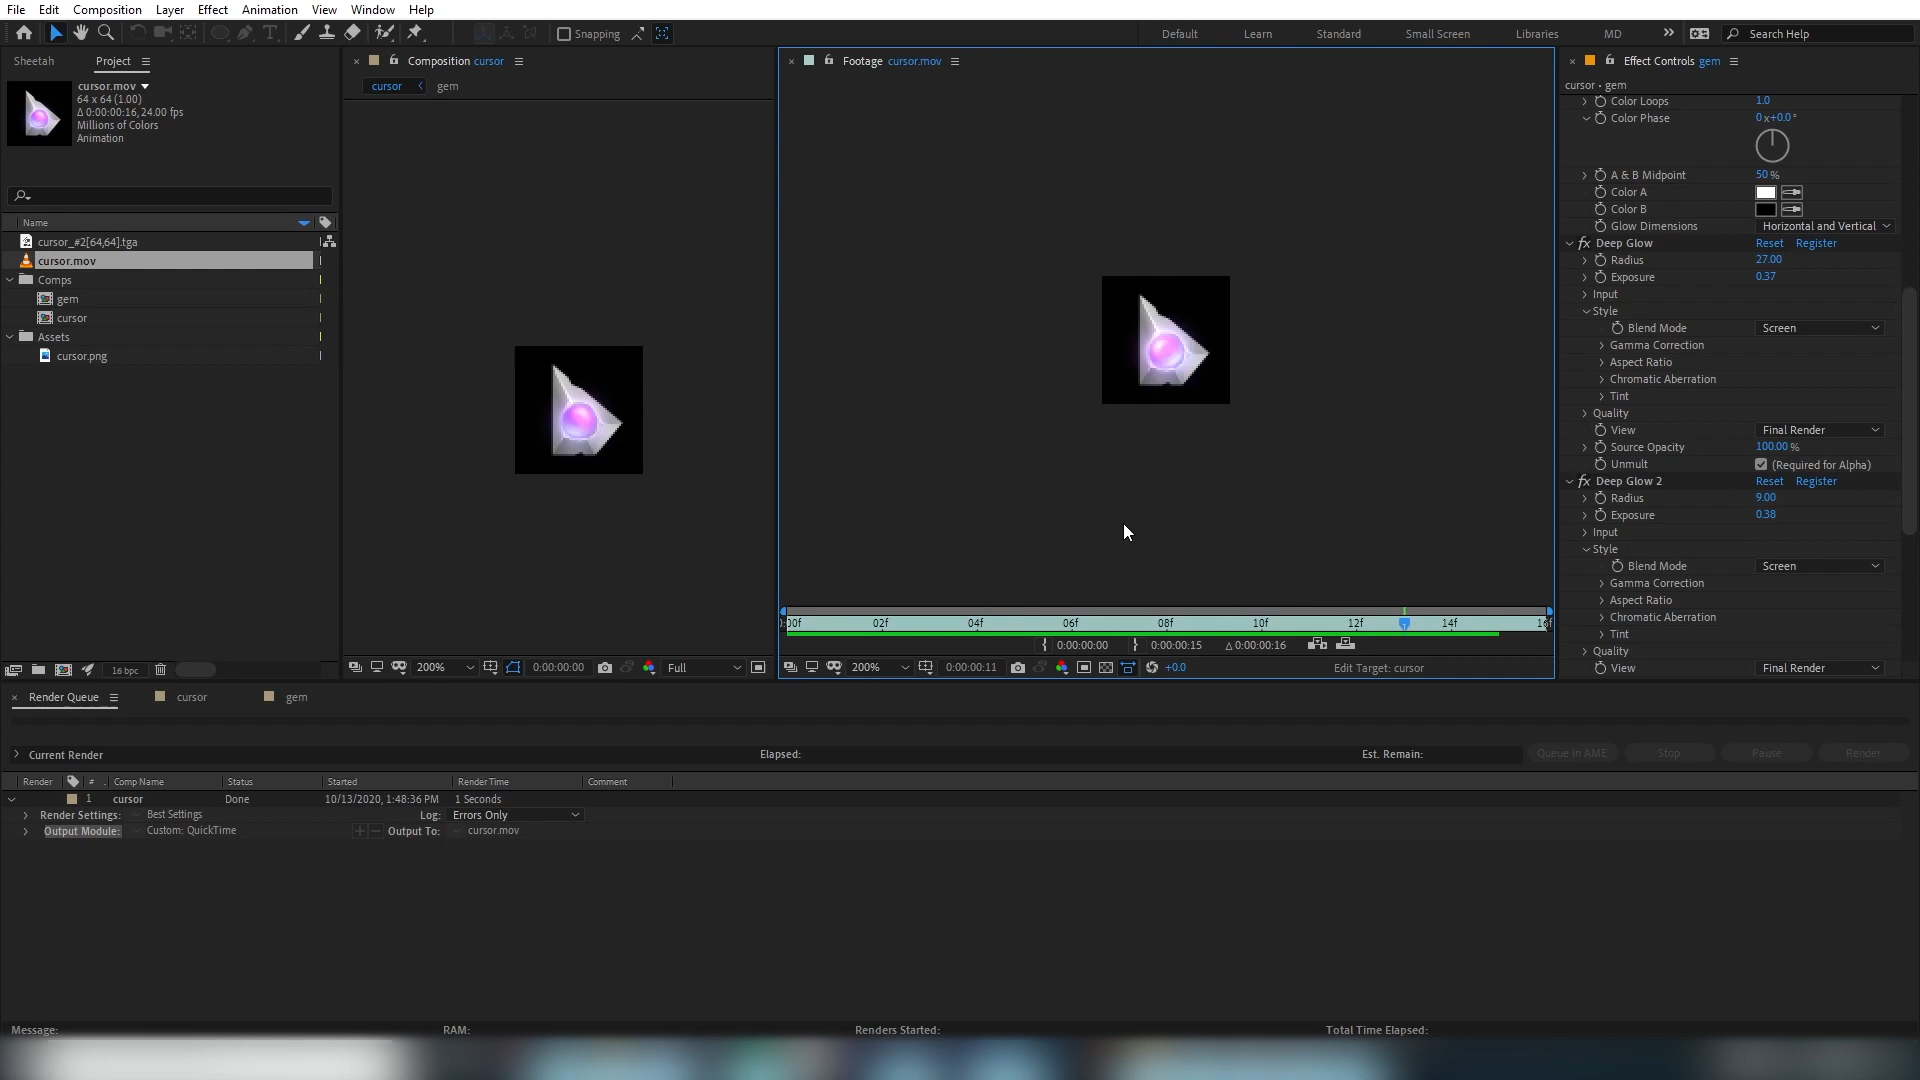 File Edit Composition Layer Effect Animation View Window Help
Snapping Default Learn Standard Small Screen Libraries MD » Search Help
Sheetah Project
cursor.mov
64 x 64 (1.00)
Δ 0:00:00:16, 24.00 fps
Millions of Colors
Animation
Name
cursor_#2[64,64].tga
cursor.mov
Comps
gem
cursor
Assets
cursor.png
16 bpc
Composition cursor
cursor gem
200% 0:00:00:00 Full
Footage cursor.mov
00f 02f 04f 06f 08f 10f 12f 14f 16f
0:00:00:00 0:00:00:15 Δ 0:00:00:16
200% 0:00:00:11 +0.0 Edit Target: cursor
Effect Controls gem
cursor • gem
Color Loops 1.0
Color Phase 0x+0.0°
A & B Midpoint 50 %
Color A
Color B
Glow Dimensions Horizontal and Vertical
fx Deep Glow Reset Register
Radius 27.00
Exposure 0.37
Input
Style
Blend Mode Screen
Gamma Correction
Aspect Ratio
Chromatic Aberration
Tint
Quality
View Final Render
Source Opacity 100.00 %
Unmult (Required for Alpha)
fx Deep Glow 2 Reset Register
Radius 9.00
Exposure 0.38
Input
Style
Blend Mode Screen
Gamma Correction
Aspect Ratio
Chromatic Aberration
Tint
Quality
View Final Render
Render Queue cursor gem
Current Render Elapsed: Est. Remain: Queue in AME Stop Pause Render
Render # Comp Name Status Started Render Time Comment
1 cursor Done 10/13/2020, 1:48:36 PM 1 Seconds
Render Settings: Best Settings Log: Errors Only
Output Module: Custom: QuickTime Output To: cursor.mov
Message: RAM: Renders Started: Total Time Elapsed: